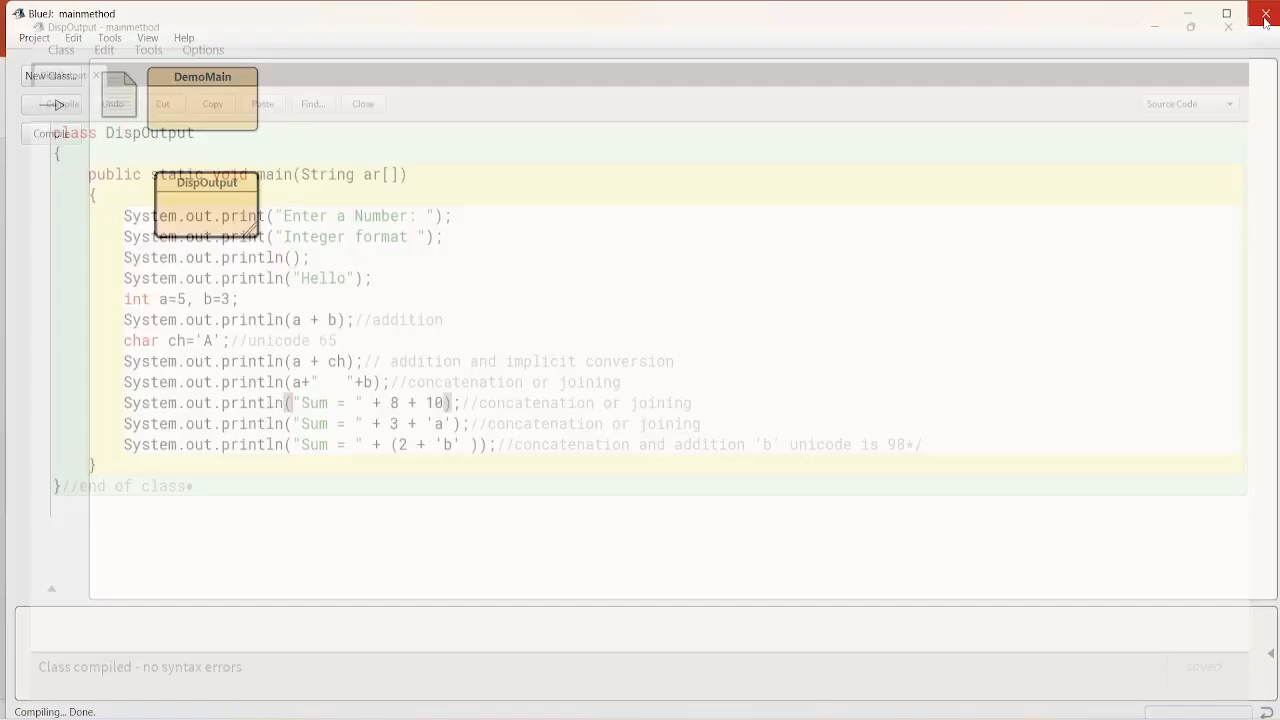 BlueJ: mainmethod
DispOutput - mainmethod
Project Edit Tools View Help
Class Edit Tools Options
New Class...
DemoMain
Compile Undo Cut Copy Paste Find... Close Source Code
Compile
class DispOutput
{
public static void main(String ar[])
DispOutput
{
System.out.print("Enter a Number: ");
System.out.print("Integer format ");
System.out.println();
System.out.println("Hello");
int a=5, b=3;
System.out.println(a + b);//addition
char ch='A';//unicode 65
System.out.println(a + ch);// addition and implicit conversion
System.out.println(a+"   "+b);//concatenation or joining
System.out.println("Sum = " + 8 + 10);//concatenation or joining
System.out.println("Sum = " + 3 + 'a');//concatenation or joining
System.out.println("Sum = " + (2 + 'b' ));//concatenation and addition 'b' unicode is 98*/
}
}//end of class
Class compiled - no syntax errors
saved
Compiling... Done.